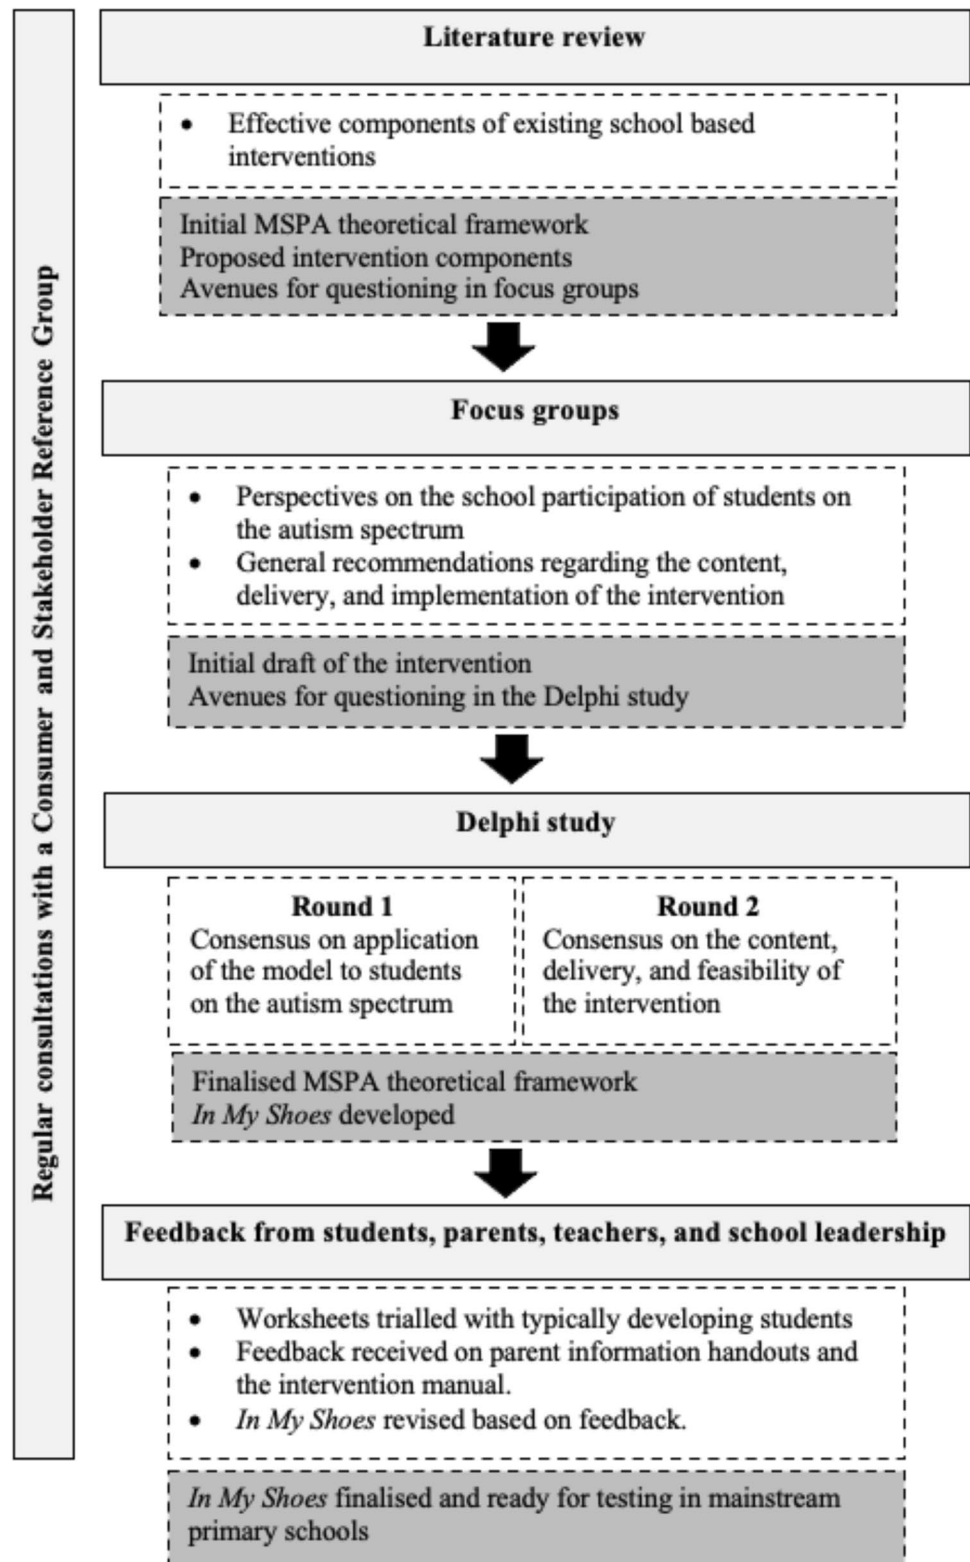 Regular consultations with a Consumer and Stakeholder Reference Group
Literature review
• Effective components of existing school based
interventions
Initial MSPA theoretical framework
Proposed intervention components
Avenues for questioning in focus groups
Focus groups
• Perspectives on the school participation of students on
the autism spectrum
• General recommendations regarding the content,
delivery, and implementation of the intervention
Initial draft of the intervention
Avenues for questioning in the Delphi study
Delphi study
Round 1
Consensus on application
of the model to students
on the autism spectrum
Round 2
Consensus on the content,
delivery, and feasibility of
the intervention
Finalised MSPA theoretical framework
In My Shoes developed
Feedback from students, parents, teachers, and school leadership
• Worksheets trialled with typically developing students
• Feedback received on parent information handouts and
the intervention manual.
• In My Shoes revised based on feedback.
In My Shoes finalised and ready for testing in mainstream
primary schools